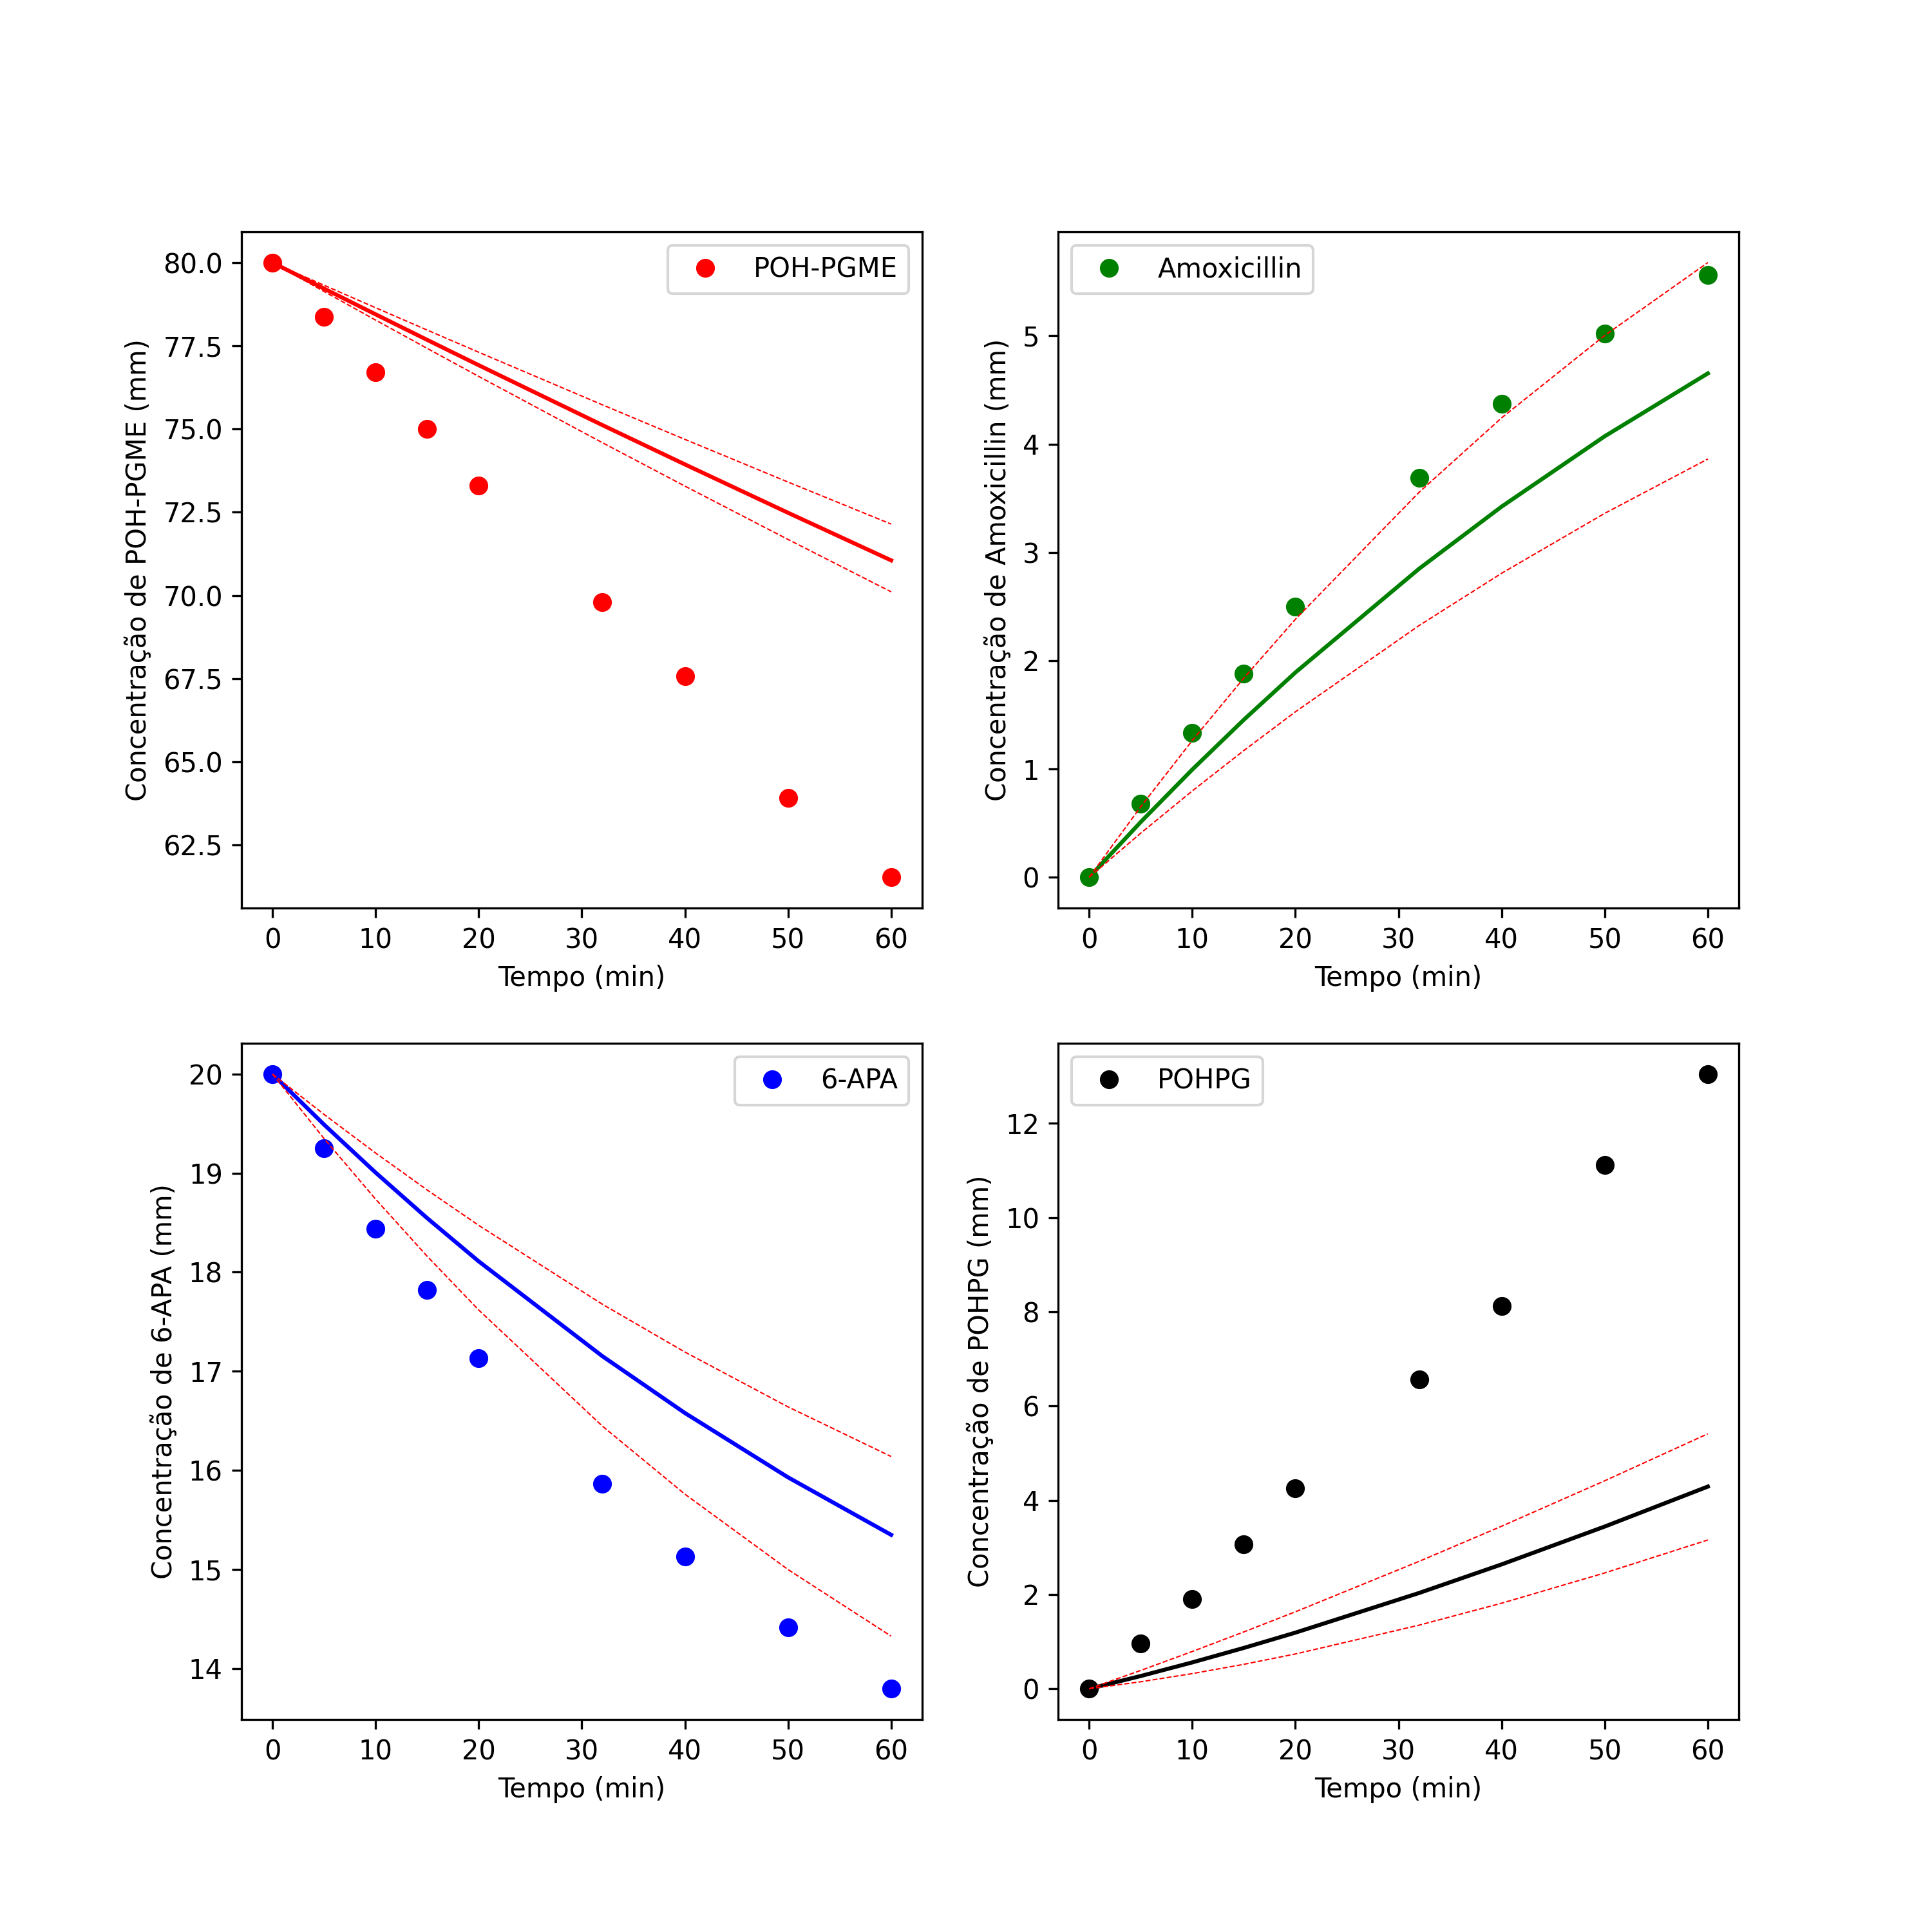 POH-PGME
80.0
77.5
75.0
72.5
70.0
67.5
65.0
62.5
Concentração de POH-PGME (mm)
0 10 20 30 40 50 60
Tempo (min)
Amoxicillin
5
4
3
2
1
0
Concentração de Amoxicillin (mm)
0 10 20 30 40 50 60
Tempo (min)
6-APA
20
19
18
17
16
15
14
Concentração de 6-APA (mm)
0 10 20 30 40 50 60
Tempo (min)
POHPG
12
10
8
6
4
2
0
Concentração de POHPG (mm)
0 10 20 30 40 50 60
Tempo (min)